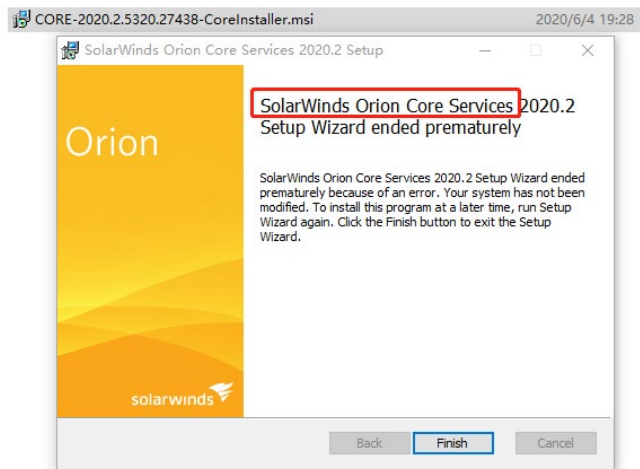 CORE-2020.2.5320.27438-CoreInstaller.msi 2020/6/4 19:28
SolarWinds Orion Core Services 2020.2 Setup
SolarWinds Orion Core Services 2020.2
Setup Wizard ended prematurely
Orion
SolarWinds Orion Core Services 2020.2 Setup Wizard ended
prematurely because of an error. Your system has not been
modified. To install this program at a later time, run Setup
Wizard again. Click the Finish button to exit the Setup
Wizard.
solarwinds
Back Finish Cancel